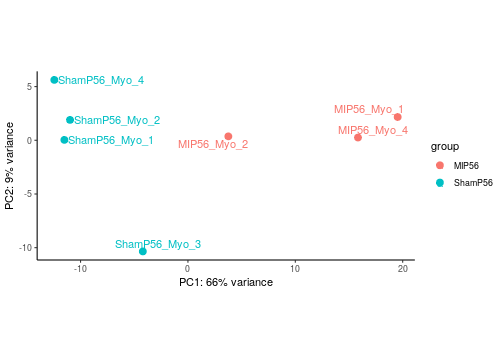 ShamP56_Myo_4
MIP56_Myo_1
ShamP56_Myo_2
MIP56_Myo_4
ShamP56_Myo_1
MIP56_Myo_2
ShamP56_Myo_3
5
0
-5
-10
PC2: 9% variance
-10
0
10
20
PC1: 66% variance
group
MIP56
ShamP56